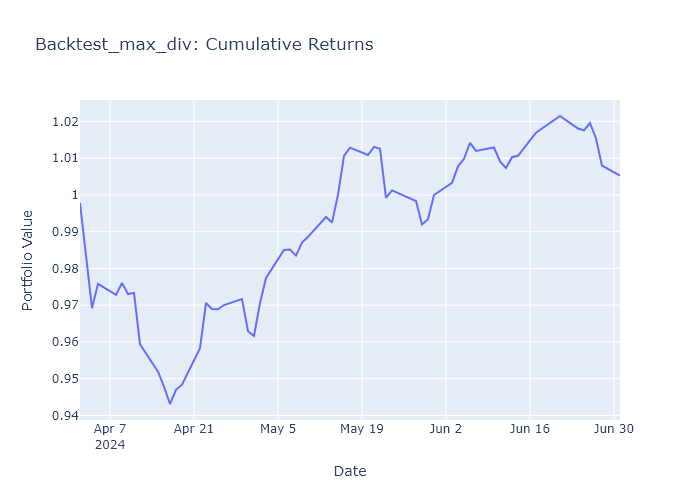 Backtest_max_div: Cumulative Returns
1.02
1.01
1
0.99
0.98
0.97
0.96
0.95
0.94
Portfolio Value
Apr 7
2024
Apr 21
May 5
May 19
Jun 2
Jun 16
Jun 30
Date